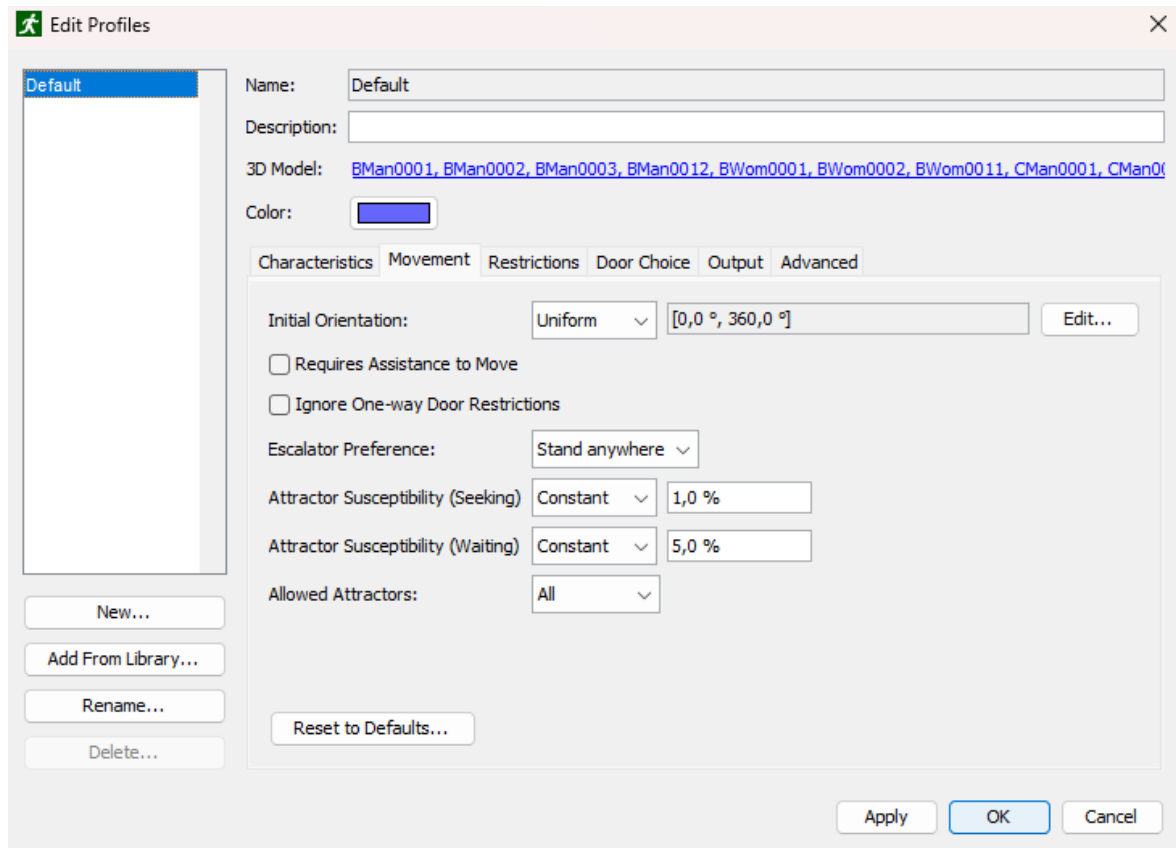 Edit Profiles
Default
Name: Default
Description:
3D Model: BMan0001, BMan0002, BMan0003, BMan0012, BWom0001, BWom0002, BWom0011, CMan0001, CMan00
Color:
Characteristics Movement Restrictions Door Choice Output Advanced
Initial Orientation: Uniform [0,0 °, 360,0 °] Edit...
Requires Assistance to Move
Ignore One-way Door Restrictions
Escalator Preference: Stand anywhere
Attractor Susceptibility (Seeking) Constant 1,0 %
Attractor Susceptibility (Waiting) Constant 5,0 %
Allowed Attractors: All
New...
Add From Library...
Rename...
Delete...
Reset to Defaults...
Apply OK Cancel